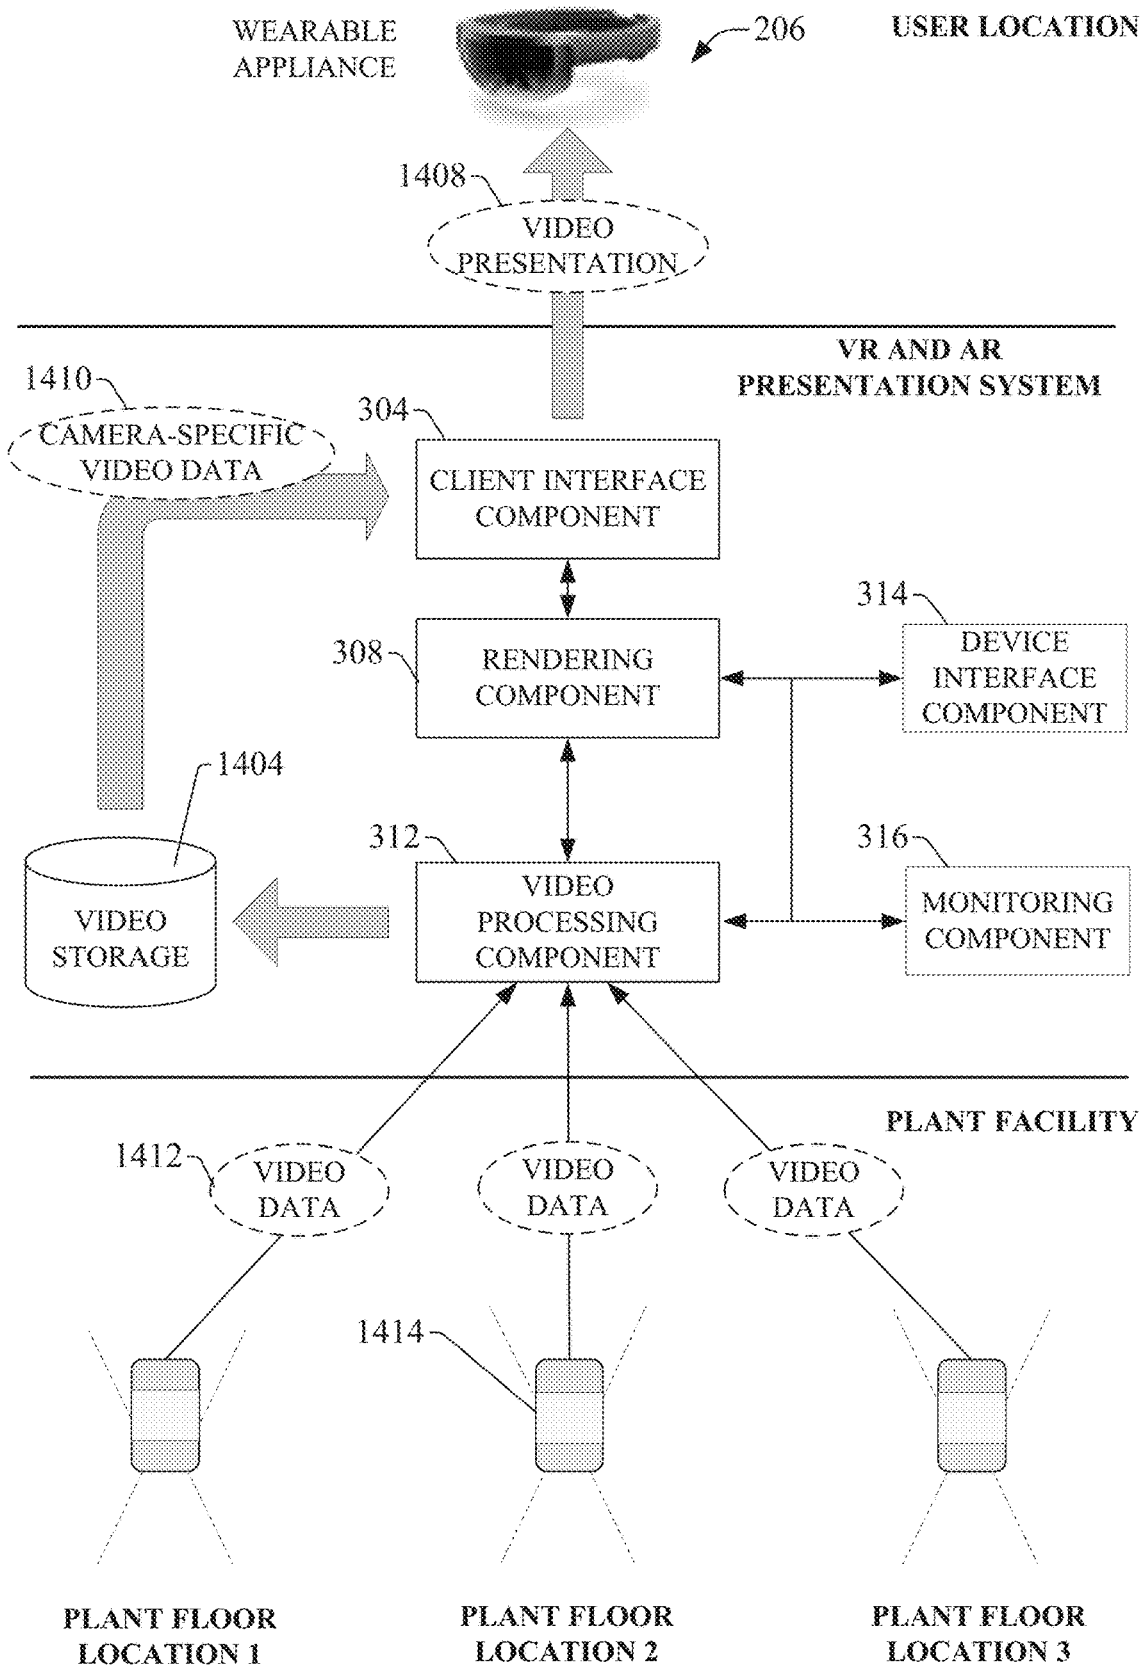 WEARABLE
APPLIANCE
206
USER LOCATION
1408
VIDEO
PRESENTATION
VR AND AR
PRESENTATION SYSTEM
1410
CAMERA-SPECIFIC
VIDEO DATA
304
CLIENT INTERFACE
COMPONENT
308
RENDERING
COMPONENT
314
DEVICE
INTERFACE
COMPONENT
1404
VIDEO
STORAGE
312
VIDEO
PROCESSING
COMPONENT
316
MONITORING
COMPONENT
PLANT FACILITY
1412
VIDEO
DATA
VIDEO
DATA
VIDEO
DATA
1414
PLANT FLOOR
LOCATION 1
PLANT FLOOR
LOCATION 2
PLANT FLOOR
LOCATION 3